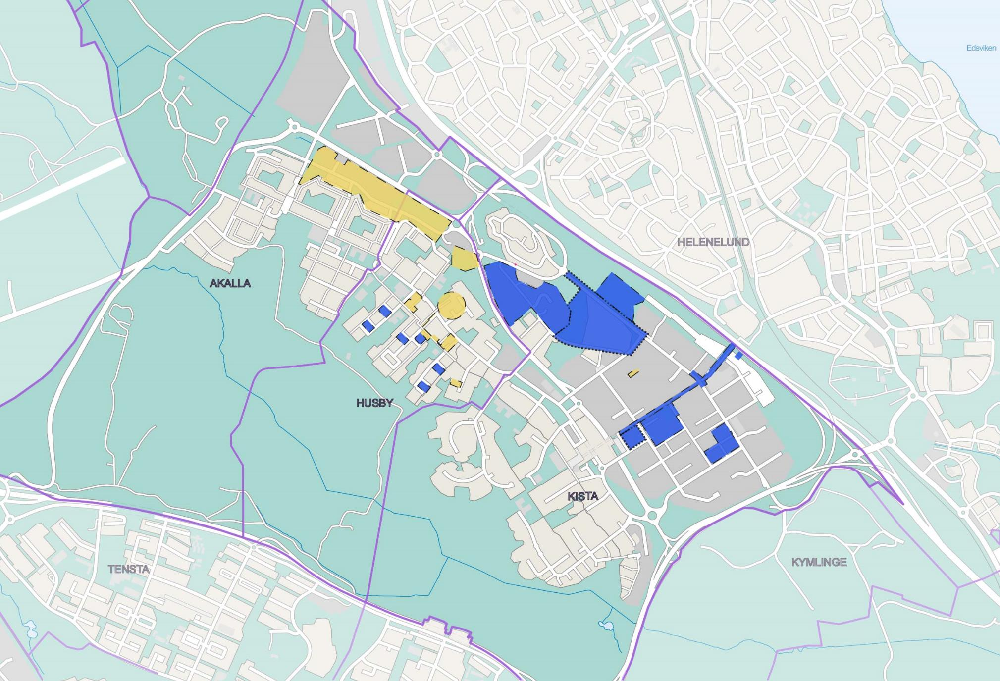 Edsviken
HELENELUND
AKALLA
HUSBY
KISTA
KYMLINGE
TENSTA